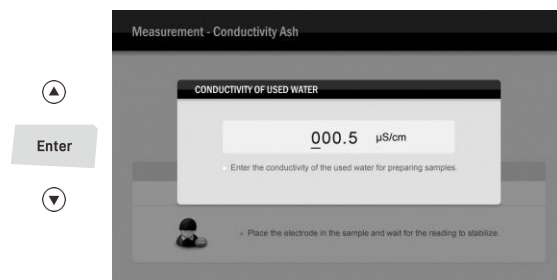 Measurement - Conductivity Ash
CONDUCTIVITY OF USED WATER
000.5 µS/cm
Enter the conductivity of the used water for preparing samples.
Enter
Place the electrode in the sample and wait for the reading to stabilize.